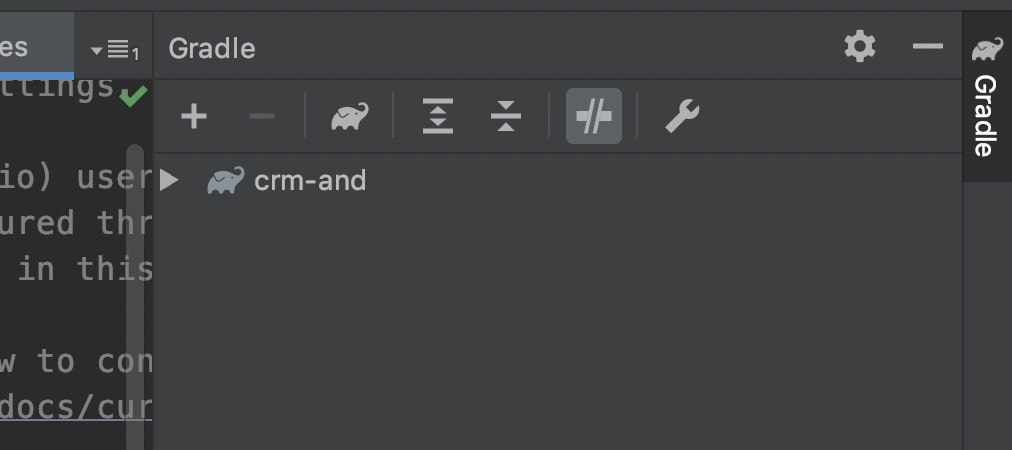 es
1
Gradle
Gradle
ttings.
crm-and
io) user
ured thr
in this
w to con
docs/cur